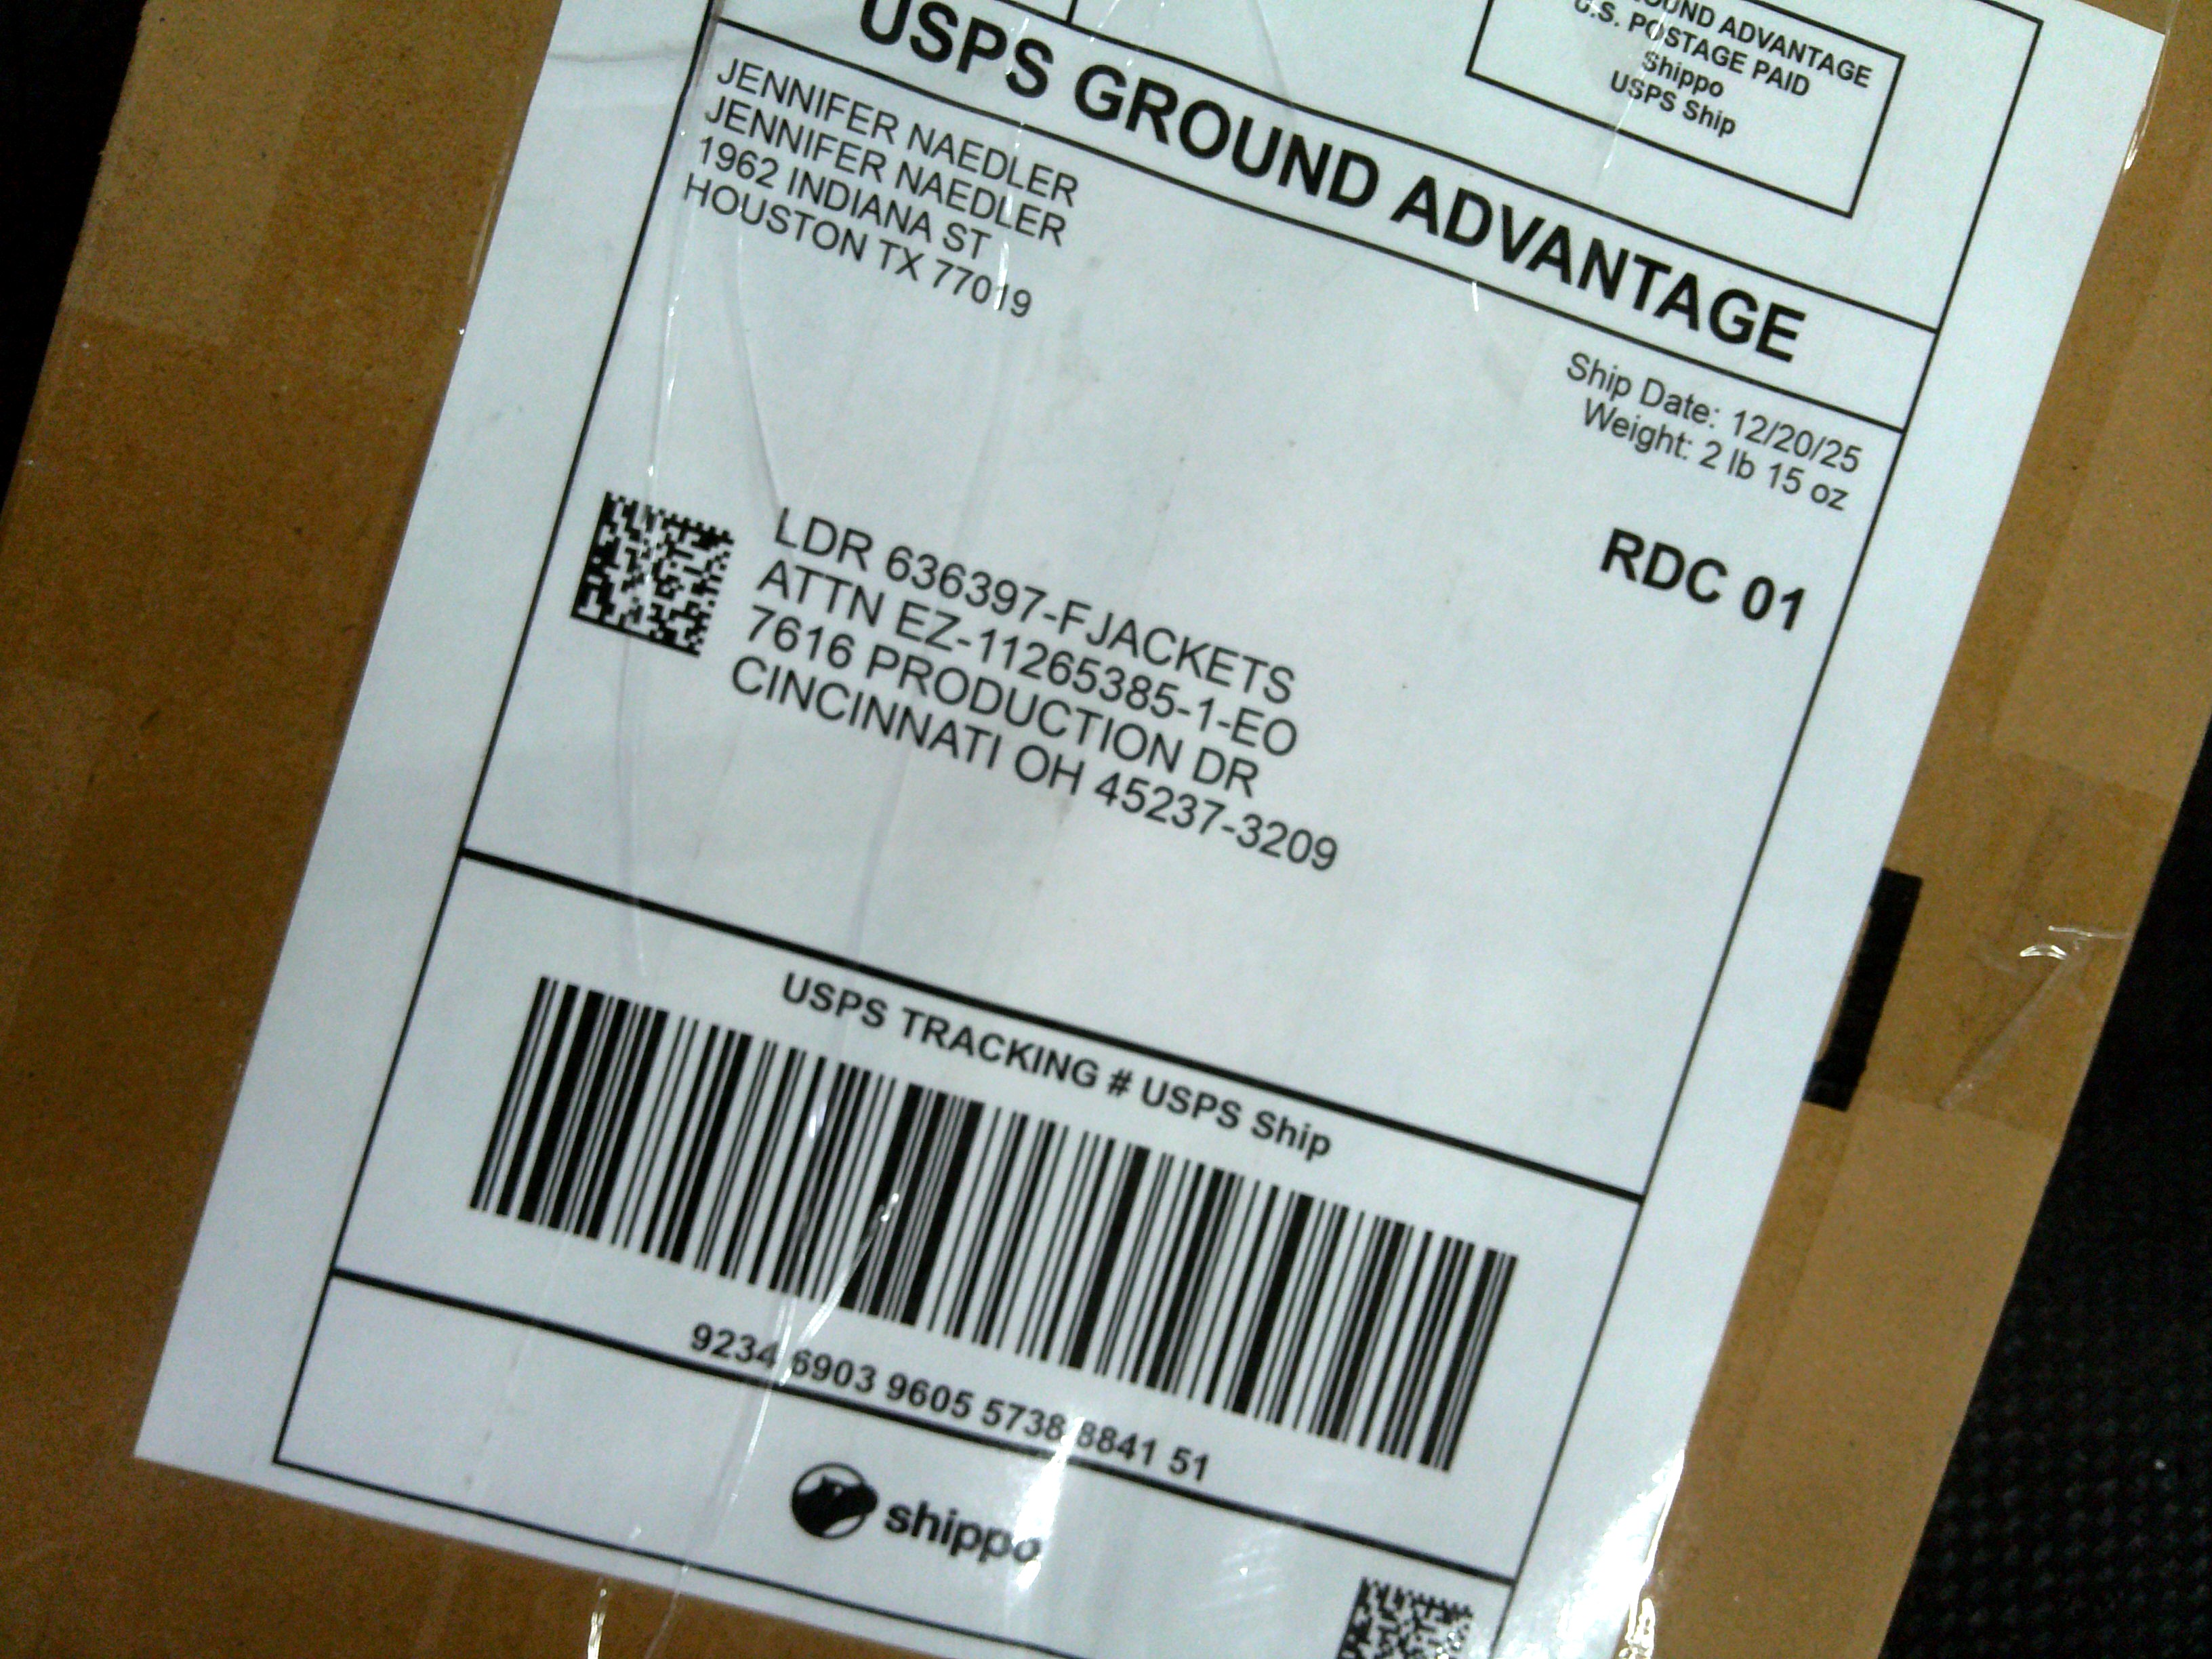 GROUND ADVANTAGE
U.S. POSTAGE PAID
Shippo
USPS Ship
USPS GROUND ADVANTAGE
JENNIFER NAEDLER
JENNIFER NAEDLER
1962 INDIANA ST
HOUSTON TX 77019
Ship Date: 12/20/25
Weight: 2 lb 15 oz
RDC 01
LDR 636397-FJACKETS
ATTN EZ-11265385-1-EO
7616 PRODUCTION DR
CINCINNATI OH 45237-3209
USPS TRACKING # USPS Ship
9234 6903 9605 5738 8841 51
shippo